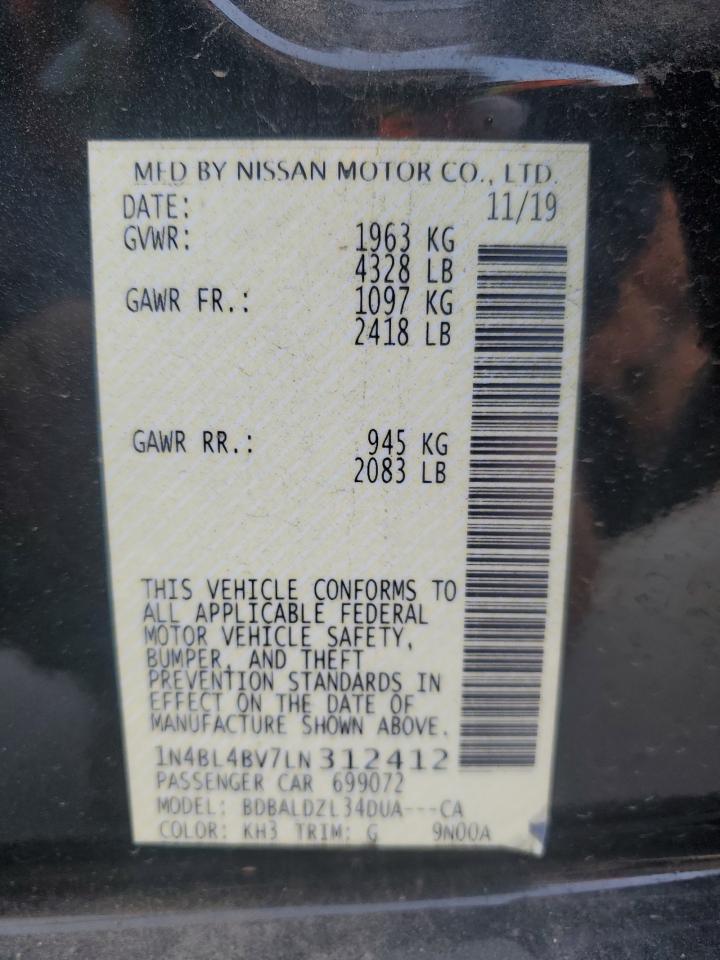 MFD BY NISSAN MOTOR CO., LTD.
DATE: 11/19
GVWR: 1963 KG
4328 LB
GAWR FR.: 1097 KG
2418 LB
GAWR RR.: 945 KG
2083 LB
THIS VEHICLE CONFORMS TO
ALL APPLICABLE FEDERAL
MOTOR VEHICLE SAFETY,
BUMPER, AND THEFT
PREVENTION STANDARDS IN
EFFECT ON THE DATE OF
MANUFACTURE SHOWN ABOVE.
1N4BL4BV7LN312412
PASSENGER CAR 699072
MODEL: BDBALDZL34DUA---CA
COLOR: KH3 TRIM: G 9N00A